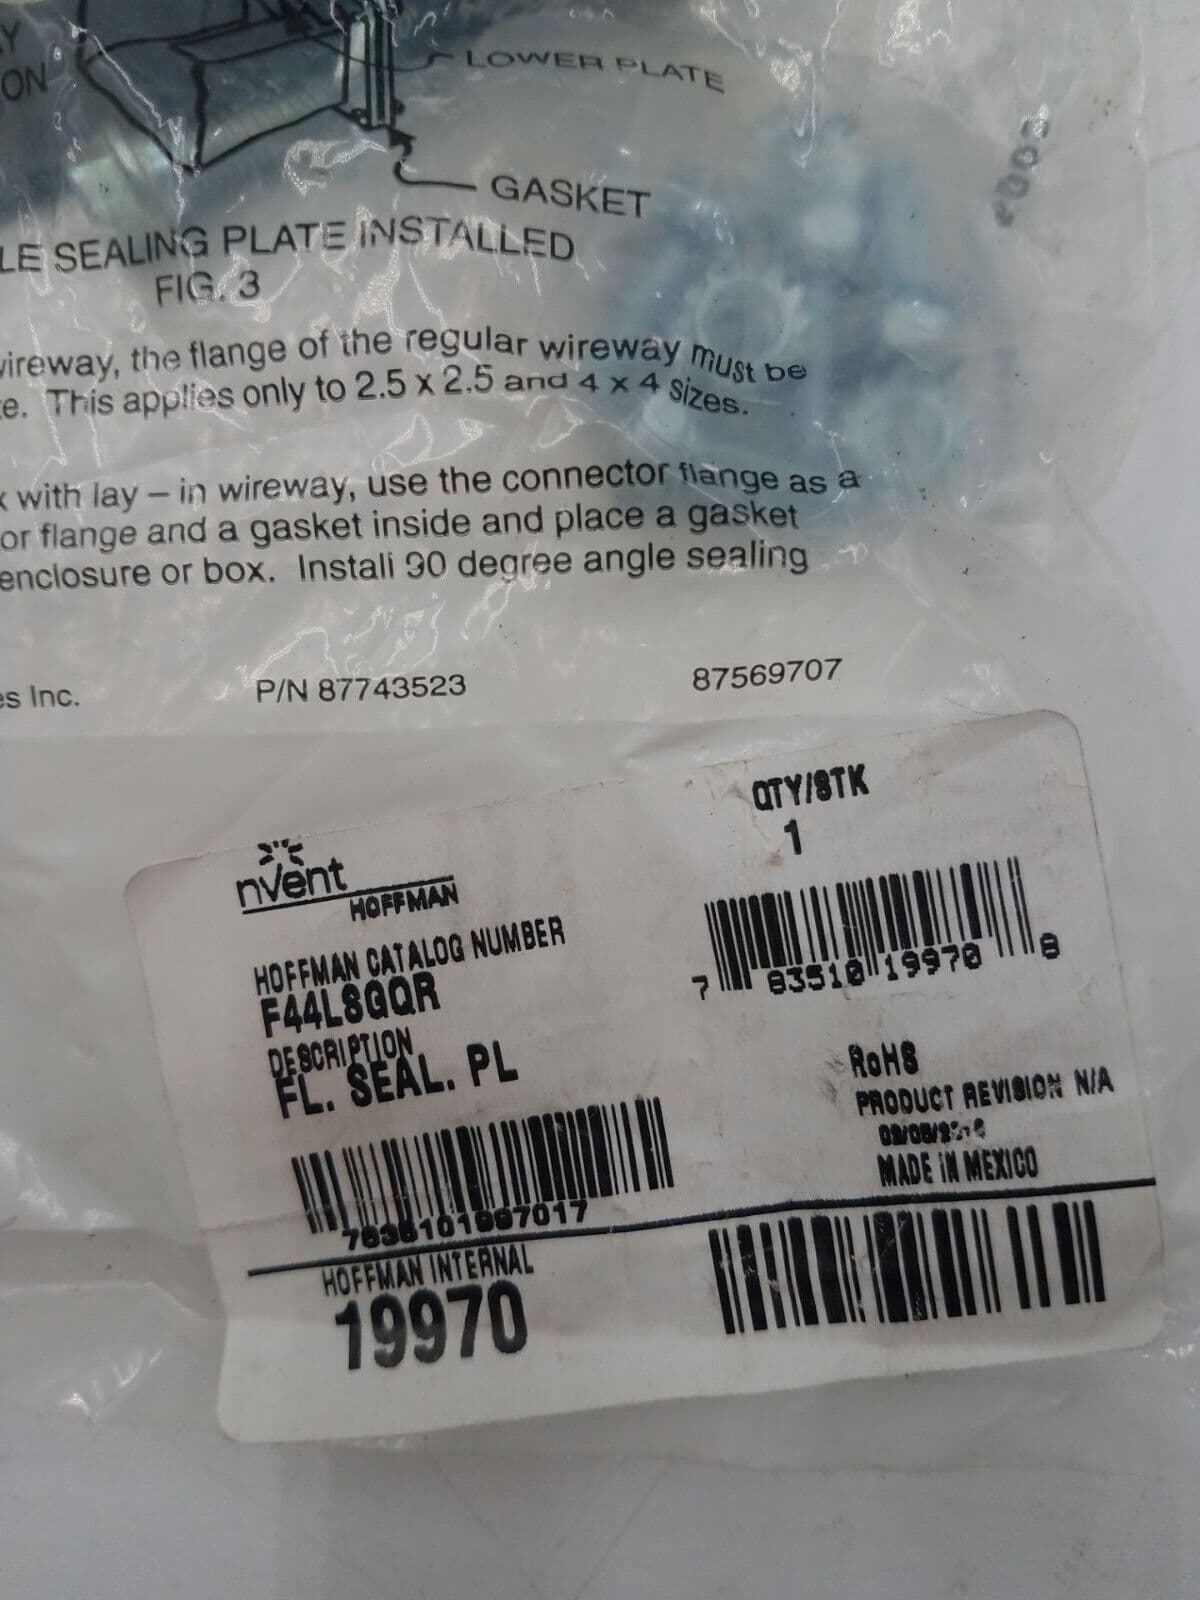 Y
ON
LOWER PLATE
GASKET
LE SEALING PLATE INSTALLED
FIG. 3
wireway, the flange of the regular wireway must be
e. This applies only to 2.5 x 2.5 and 4 x 4 sizes.
x with lay – in wireway, use the connector flange as a
or flange and a gasket inside and place a gasket
enclosure or box. Install 90 degree angle sealing
es Inc.
P/N 87743523
87569707
QTY/STK
1
nVent
HOFFMAN
HOFFMAN CATALOG NUMBER
F44LSGQR
DESCRIPTION
FL. SEAL. PL
7 83510 19970 8
RoHS
PRODUCT REVISION N/A
MADE IN MEXICO
HOFFMAN INTERNAL
19970